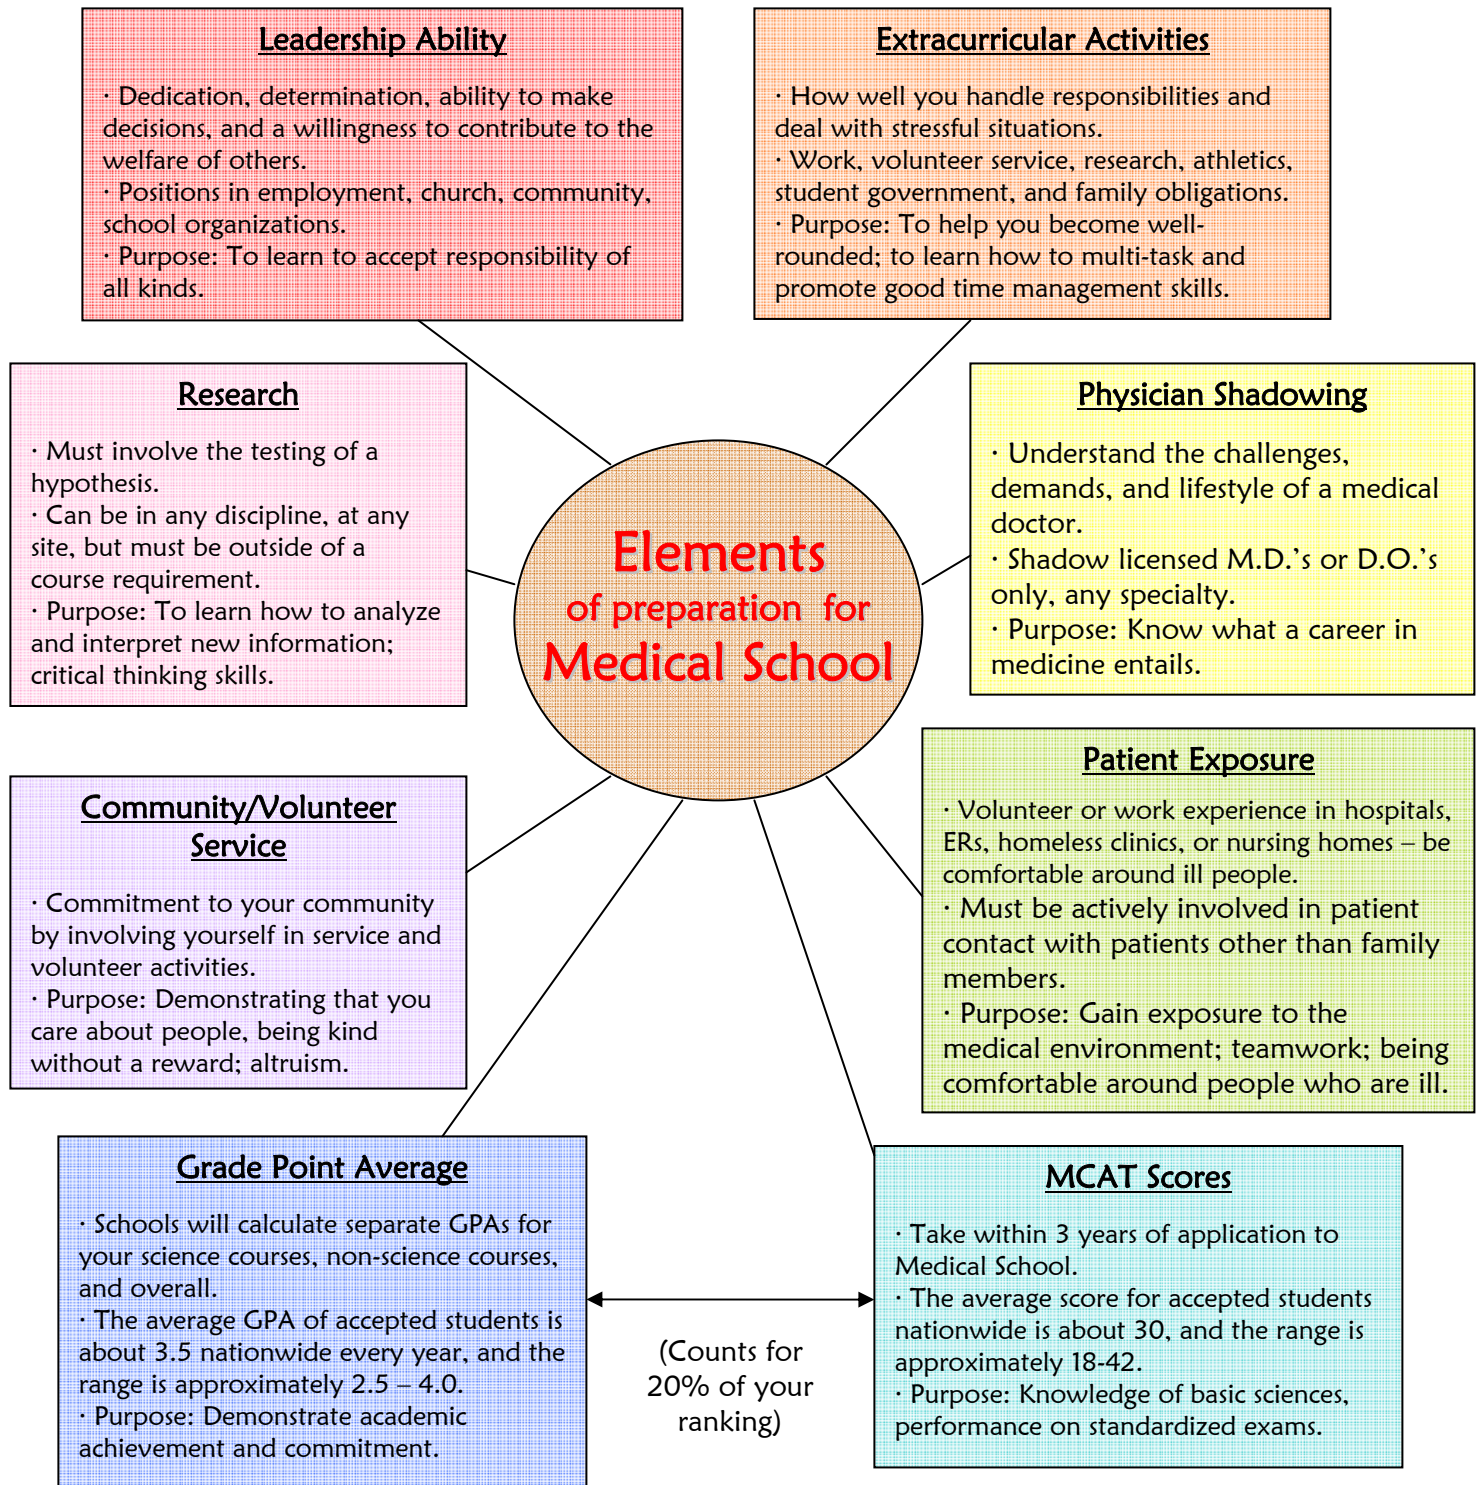 Leadership Ability
· Dedication, determination, ability to make
decisions, and a willingness to contribute to the
welfare of others.
· Positions in employment, church, community,
school organizations.
· Purpose: To learn to accept responsibility of
all kinds.
Extracurricular Activities
· How well you handle responsibilities and
deal with stressful situations.
· Work, volunteer service, research, athletics,
student government, and family obligations.
· Purpose: To help you become well-
rounded; to learn how to multi-task and
promote good time management skills.
Research
· Must involve the testing of a
hypothesis.
· Can be in any discipline, at any
site, but must be outside of a
course requirement.
· Purpose: To learn how to analyze
and interpret new information;
critical thinking skills.
Elements
of preparation for
Medical School
Physician Shadowing
· Understand the challenges,
demands, and lifestyle of a medical
doctor.
· Shadow licensed M.D.’s or D.O.’s
only, any specialty.
· Purpose: Know what a career in
medicine entails.
Community/Volunteer
Service
· Commitment to your community
by involving yourself in service and
volunteer activities.
· Purpose: Demonstrating that you
care about people, being kind
without a reward; altruism.
Patient Exposure
· Volunteer or work experience in hospitals,
ERs, homeless clinics, or nursing homes – be
comfortable around ill people.
· Must be actively involved in patient
contact with patients other than family
members.
· Purpose: Gain exposure to the
medical environment; teamwork; being
comfortable around people who are ill.
Grade Point Average
· Schools will calculate separate GPAs for
your science courses, non-science courses,
and overall.
· The average GPA of accepted students is
about 3.5 nationwide every year, and the
range is approximately 2.5 – 4.0.
· Purpose: Demonstrate academic
achievement and commitment.
(Counts for
20% of your
ranking)
MCAT Scores
· Take within 3 years of application to
Medical School.
· The average score for accepted students
nationwide is about 30, and the range is
approximately 18-42.
· Purpose: Knowledge of basic sciences,
performance on standardized exams.